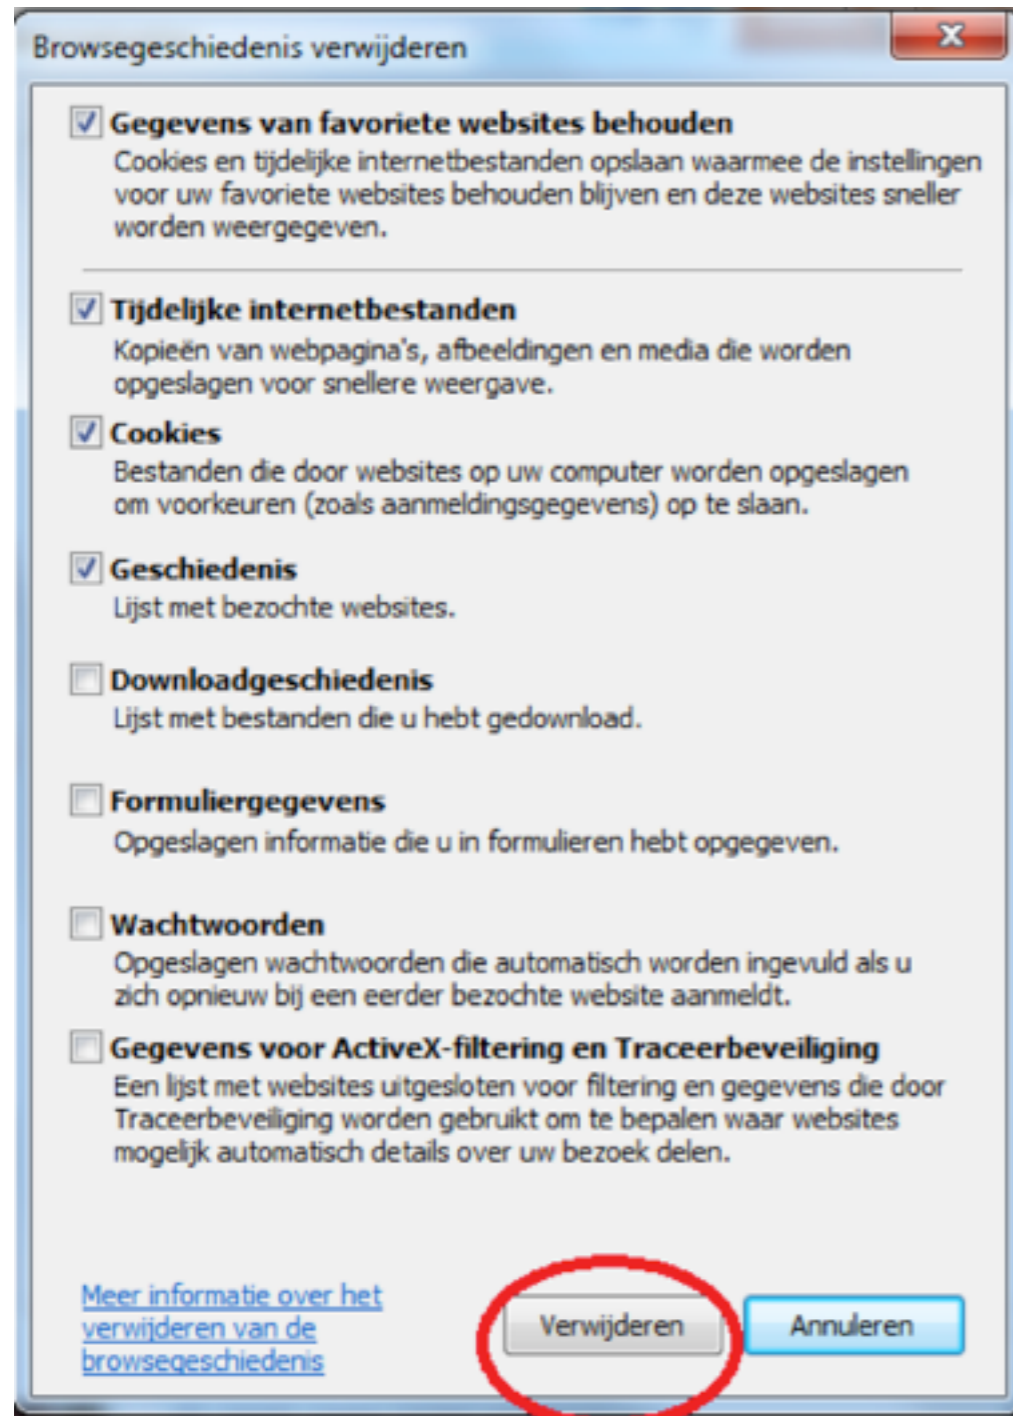 Browsegeschiedenis verwijderen
Gegevens van favoriete websites behouden
Cookies en tijdelijke internetbestanden opslaan waarmee de instellingen
voor uw favoriete websites behouden blijven en deze websites sneller
worden weergegeven.
Tijdelijke internetbestanden
Kopieën van webpagina's, afbeeldingen en media die worden
opgeslagen voor snellere weergave.
Cookies
Bestanden die door websites op uw computer worden opgeslagen
om voorkeuren (zoals aanmeldingsgegevens) op te slaan.
Geschiedenis
Lijst met bezochte websites.
Downloadgeschiedenis
Lijst met bestanden die u hebt gedownload.
Formuliergegevens
Opgeslagen informatie die u in formulieren hebt opgegeven.
Wachtwoorden
Opgeslagen wachtwoorden die automatisch worden ingevuld als u
zich opnieuw bij een eerder bezochte website aanmeldt.
Gegevens voor ActiveX-filtering en Traceerbeveiliging
Een lijst met websites uitgesloten voor filtering en gegevens die door
Traceerbeveiliging worden gebruikt om te bepalen waar websites
mogelijk automatisch details over uw bezoek delen.
Meer informatie over het
verwijderen van de
browsegeschiedenis
Verwijderen
Annuleren